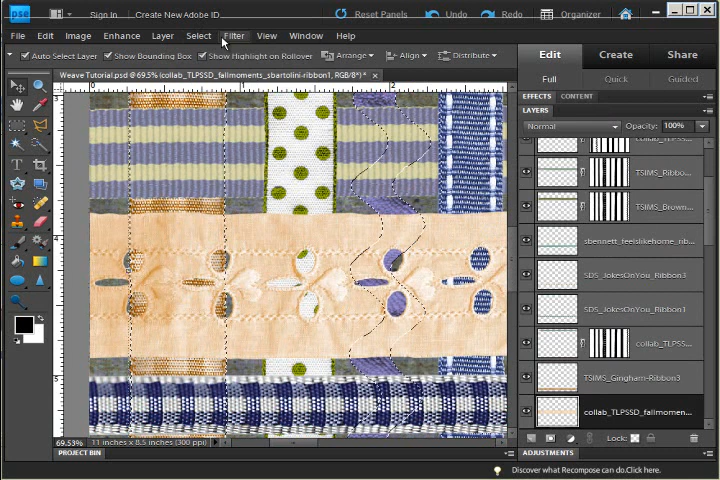 pse Sign In Create New Adobe ID Reset Panels Undo Redo Organizer
File Edit Image Enhance Layer Select Filter View Window Help
Auto Select Layer Show Bounding Box Show Highlight on Rollover Arrange Align Distribute
Edit Create Share
Full Quick Guided
Weave Tutorial.psd @ 69.5% (collab_TLPSSD_fallmoments_sbartolini-ribbon1, RGB/8*) *
EFFECTS CONTENT
LAYERS
Normal Opacity: 100%
collab_TLPSS...
TSIMS_Ribbo...
TSIMS_Brown...
sbennett_feelslikehome_rib...
SDS_JokesOnYou_Ribbon3
SDS_JokesOnYou_Ribbon1
collab_TLPSS...
TSIMS_Gingham-Ribbon3
collab_TLPSSD_fallmomen...
Lock:
69.53% 11 inches x 8.5 inches (300 ppi)
PROJECT BIN
ADJUSTMENTS
Discover what Recompose can do.Click here.